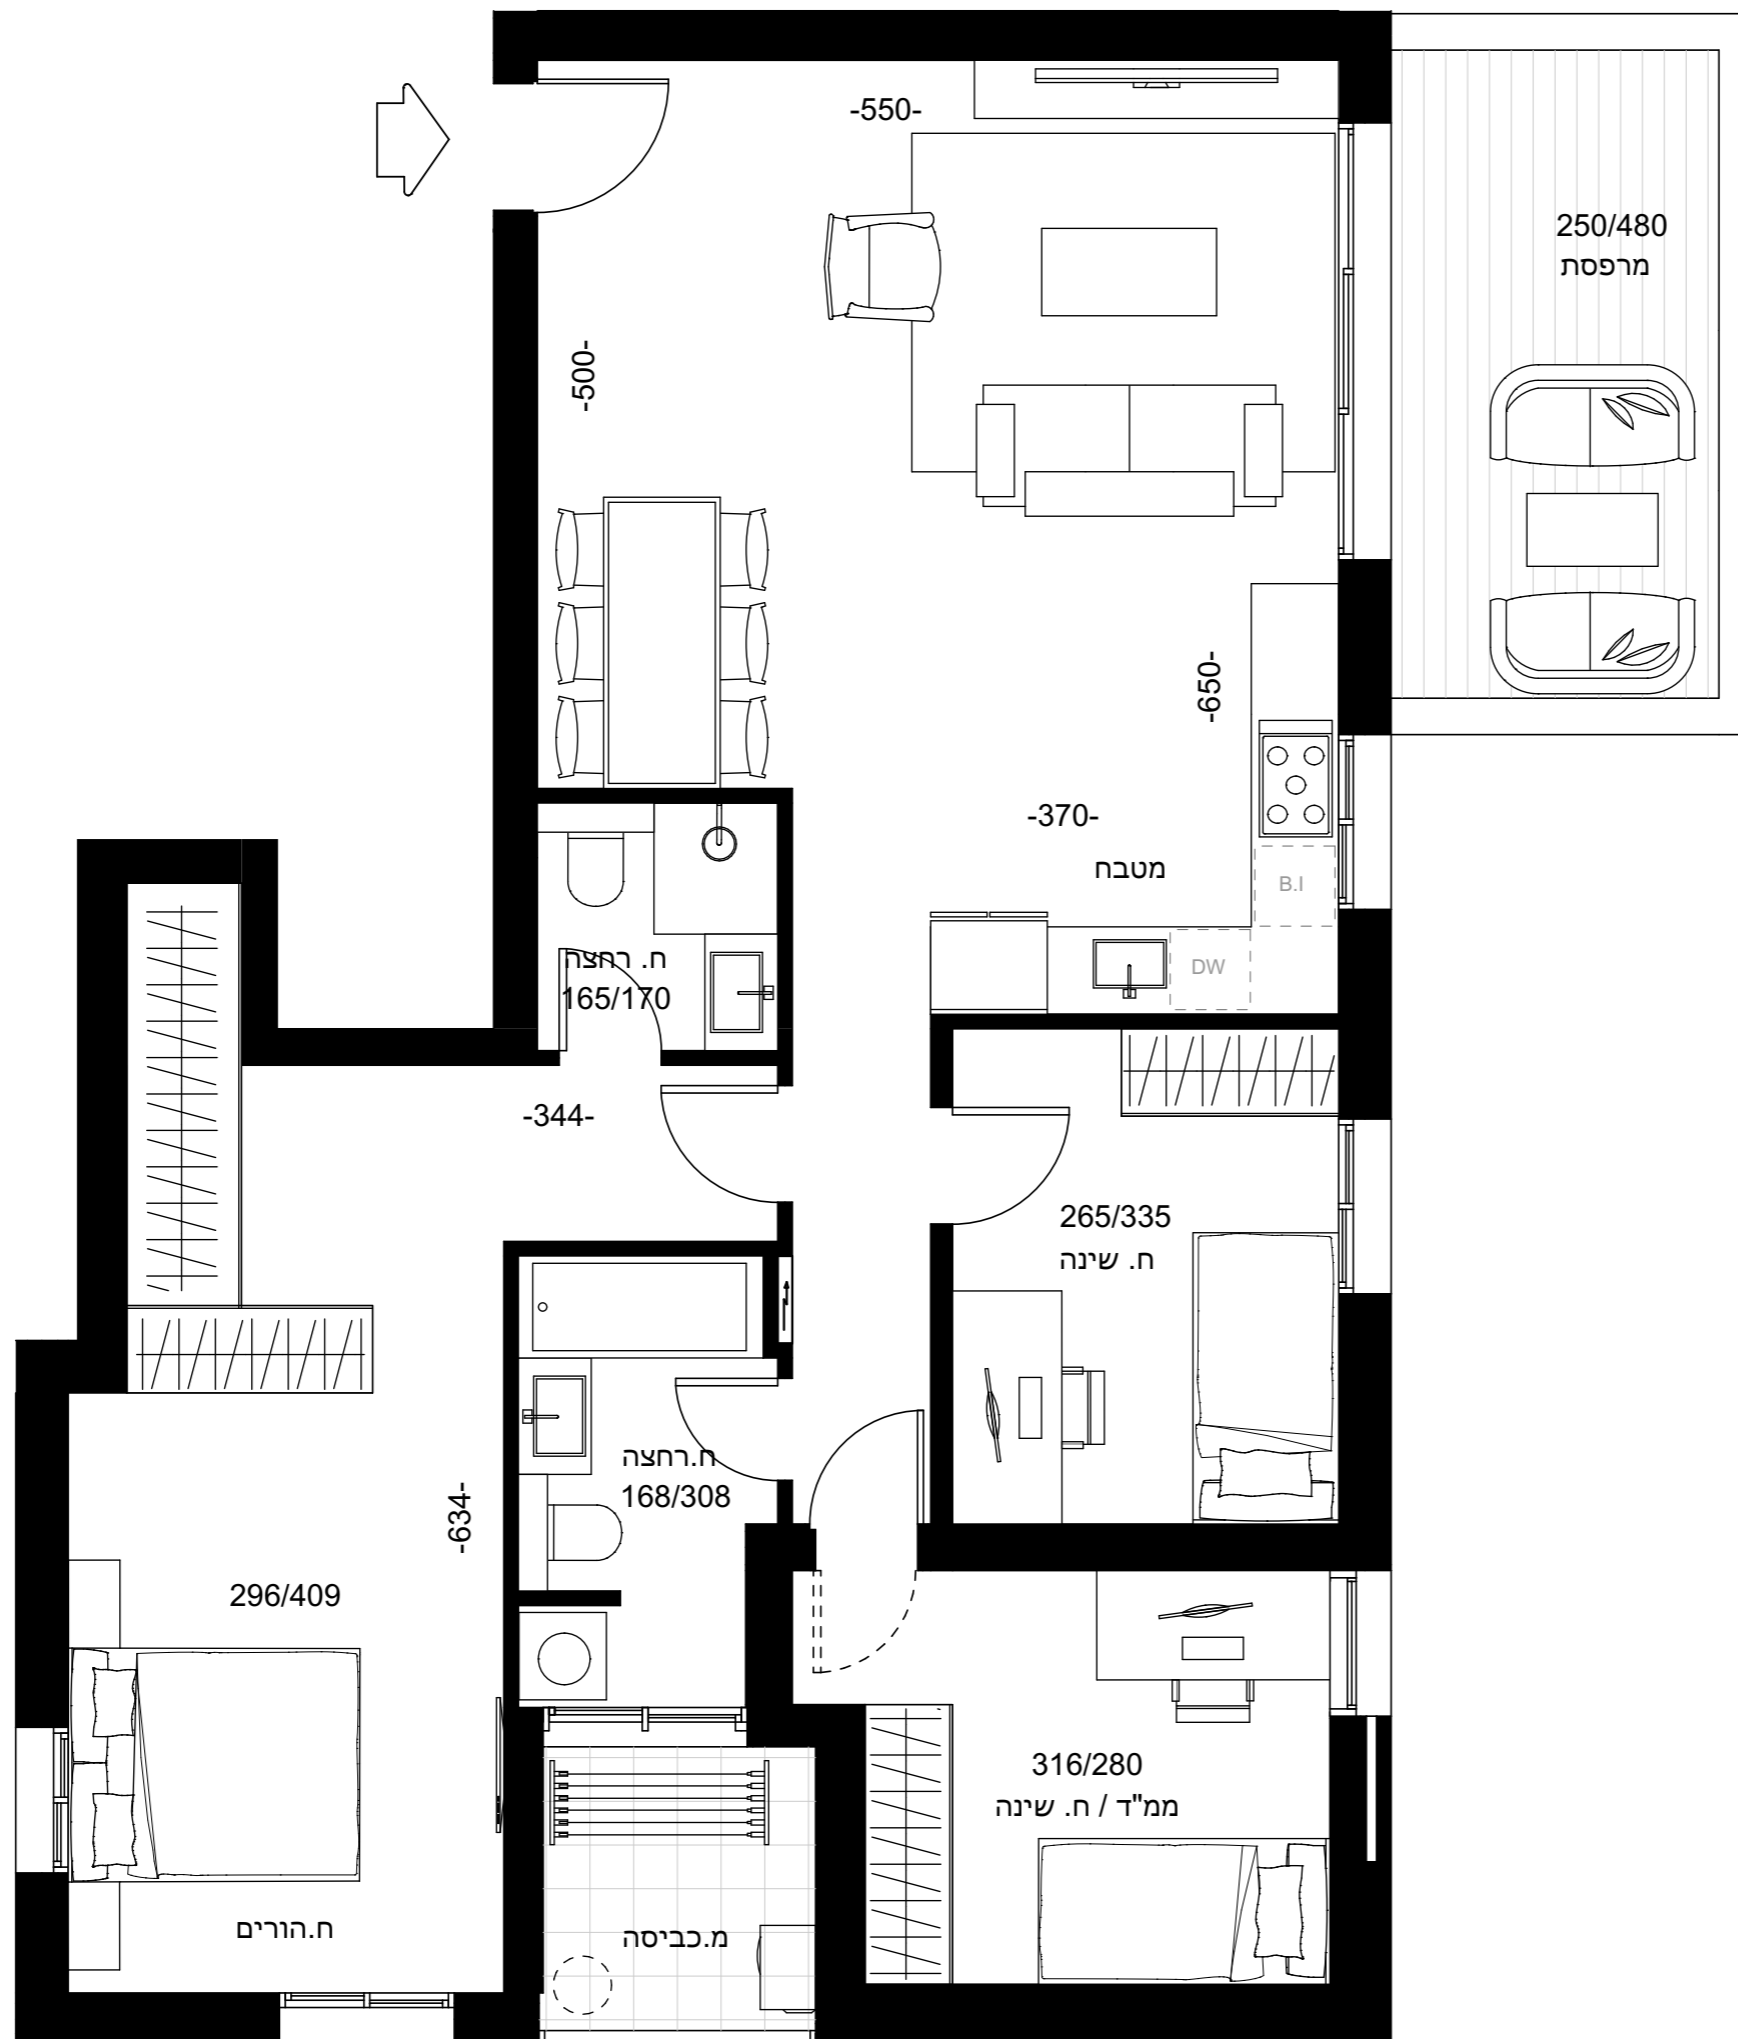 -550-
250/480
מרפסת
-500-
-650-
-370-
מטבח
B.I
DW
ח. רחצה
165/170
-344-
265/335
ח. שינה
ח.רחצה
168/308
-634-
296/409
316/280
ממ"ד / ח. שינה
ח.הורים
מ.כביסה